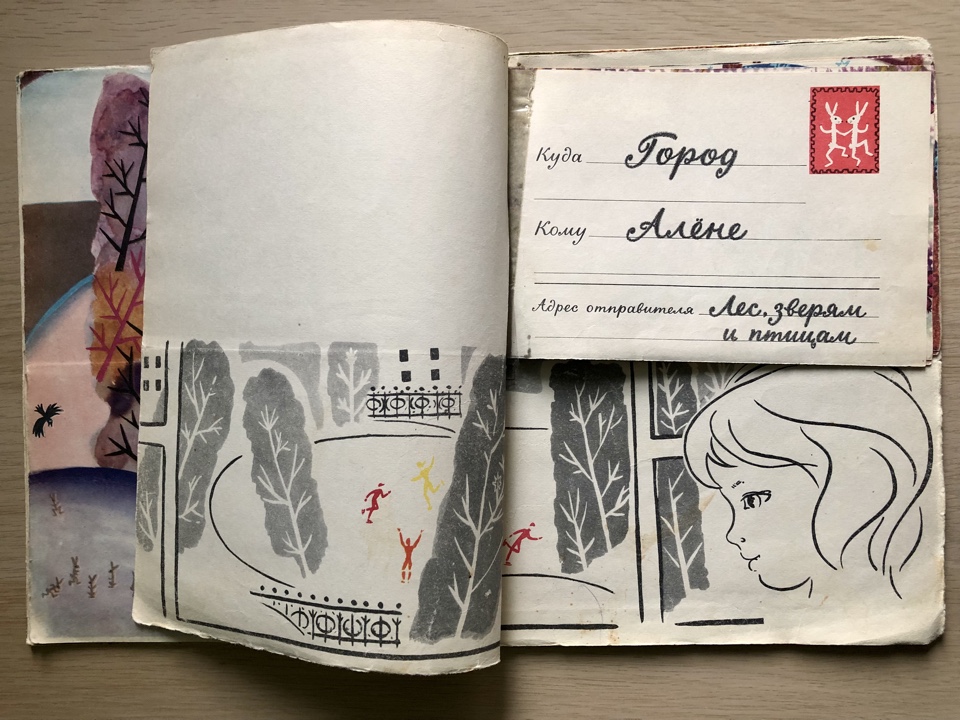 Куда Город
Кому Алёне
Адрес отправителя Лес, зверям
и птицам